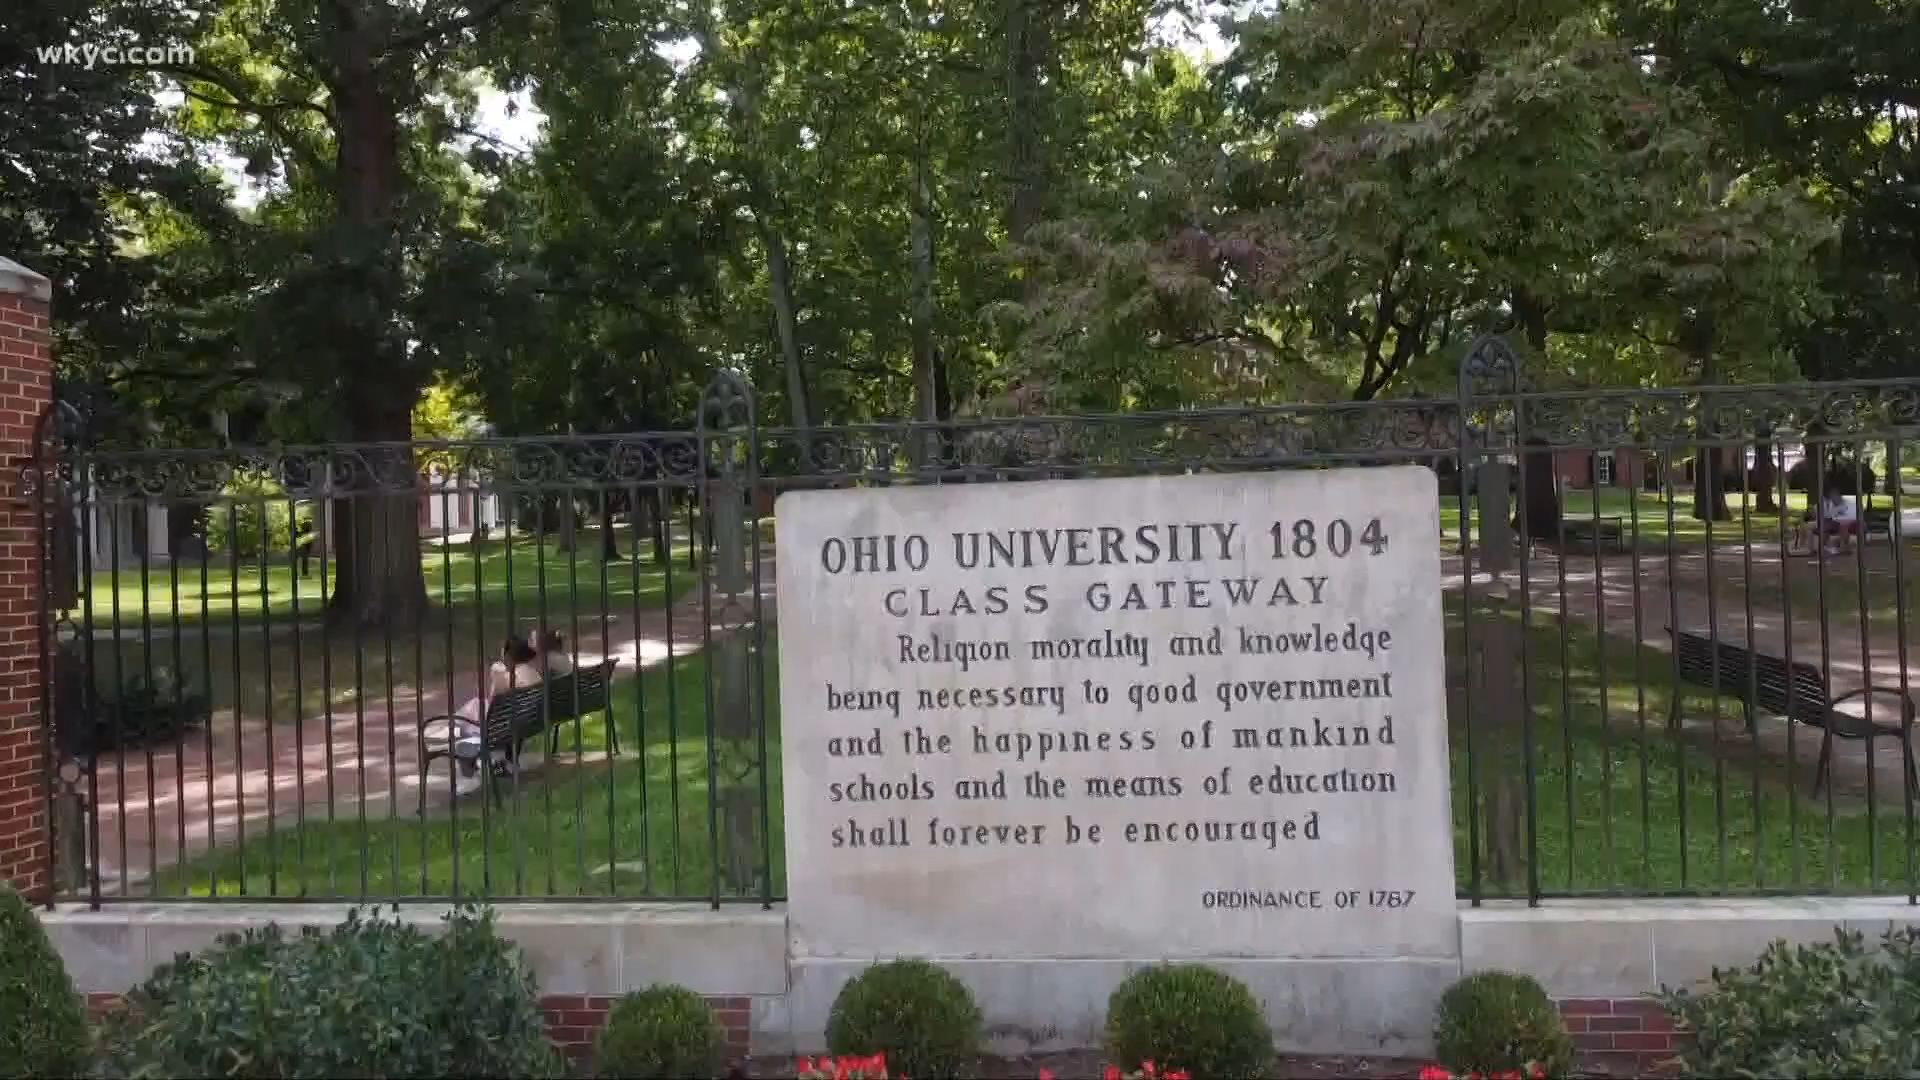 wkyc.com
OHIO UNIVERSITY 1804
CLASS GATEWAY
Religion morality and knowledge
being necessary to good government
and the happiness of mankind
schools and the means of education
shall forever be encouraged
ORDINANCE OF 1787